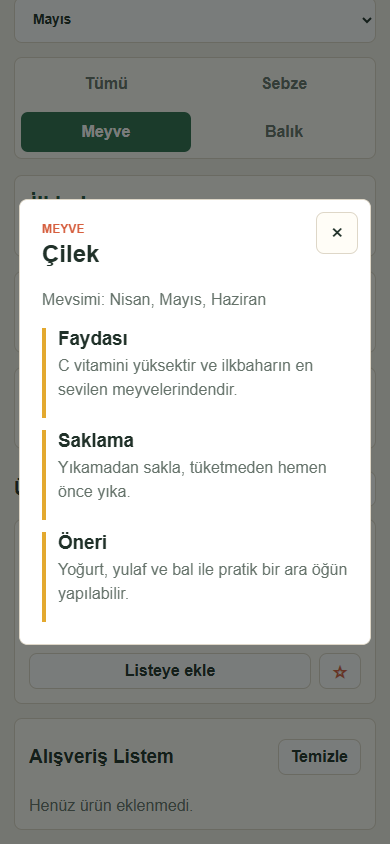 Mayıs
Tümü
Sebze
Meyve
Balık
MEYVE
Çilek
×
Mevsimi: Nisan, Mayıs, Haziran
Faydası
C vitamini yüksektir ve ilkbaharın en
sevilen meyvelerindendir.
Saklama
Yıkamadan sakla, tüketmeden hemen
önce yıka.
Öneri
Yoğurt, yulaf ve bal ile pratik bir ara öğün
yapılabilir.
Listeye ekle
Alışveriş Listem
Temizle
Henüz ürün eklenmedi.